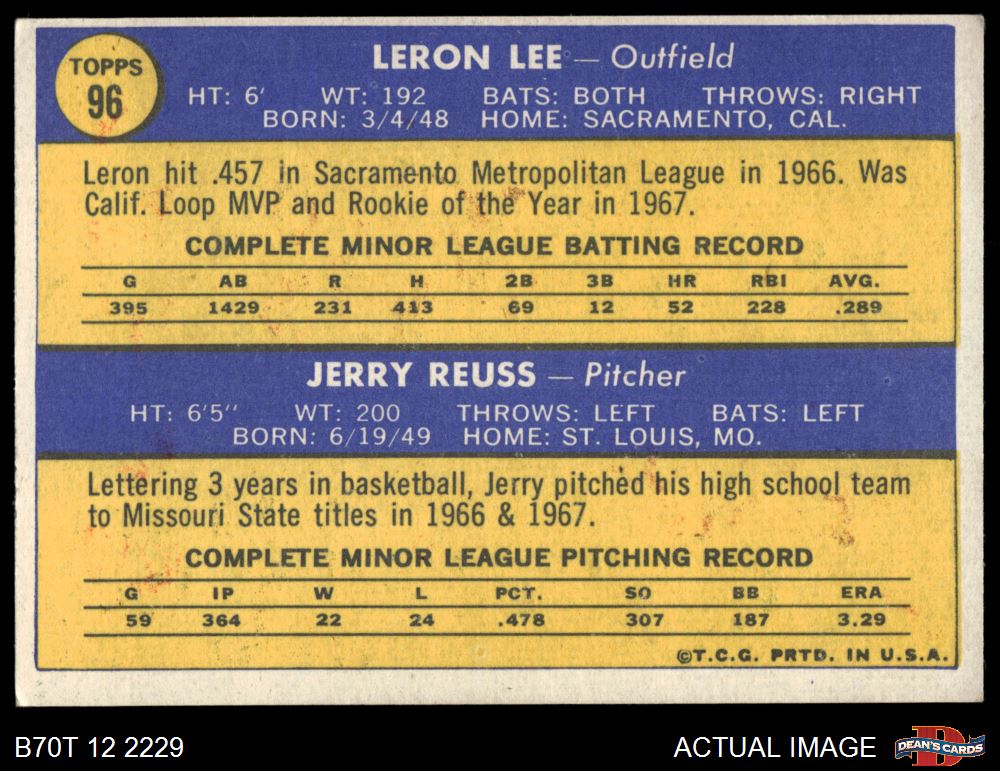 TOPPS
96
LERON LEE — Outfield
HT: 6' WT: 192 BATS: BOTH THROWS: RIGHT
BORN: 3/4/48 HOME: SACRAMENTO, CAL.
Leron hit .457 in Sacramento Metropolitan League in 1966. Was
Calif. Loop MVP and Rookie of the Year in 1967.
COMPLETE MINOR LEAGUE BATTING RECORD
G AB R H 2B 3B HR RBI AVG.
395 1429 231 413 69 12 52 228 .289
JERRY REUSS — Pitcher
HT: 6'5" WT: 200 THROWS: LEFT BATS: LEFT
BORN: 6/19/49 HOME: ST. LOUIS, MO.
Lettering 3 years in basketball, Jerry pitched his high school team
to Missouri State titles in 1966 & 1967.
COMPLETE MINOR LEAGUE PITCHING RECORD
G IP W L PCT. SO BB ERA
59 364 22 24 .478 307 187 3.29
©T.C.G. PRTD. IN U.S.A.
B70T 12 2229 ACTUAL IMAGE DEAN'S CARDS